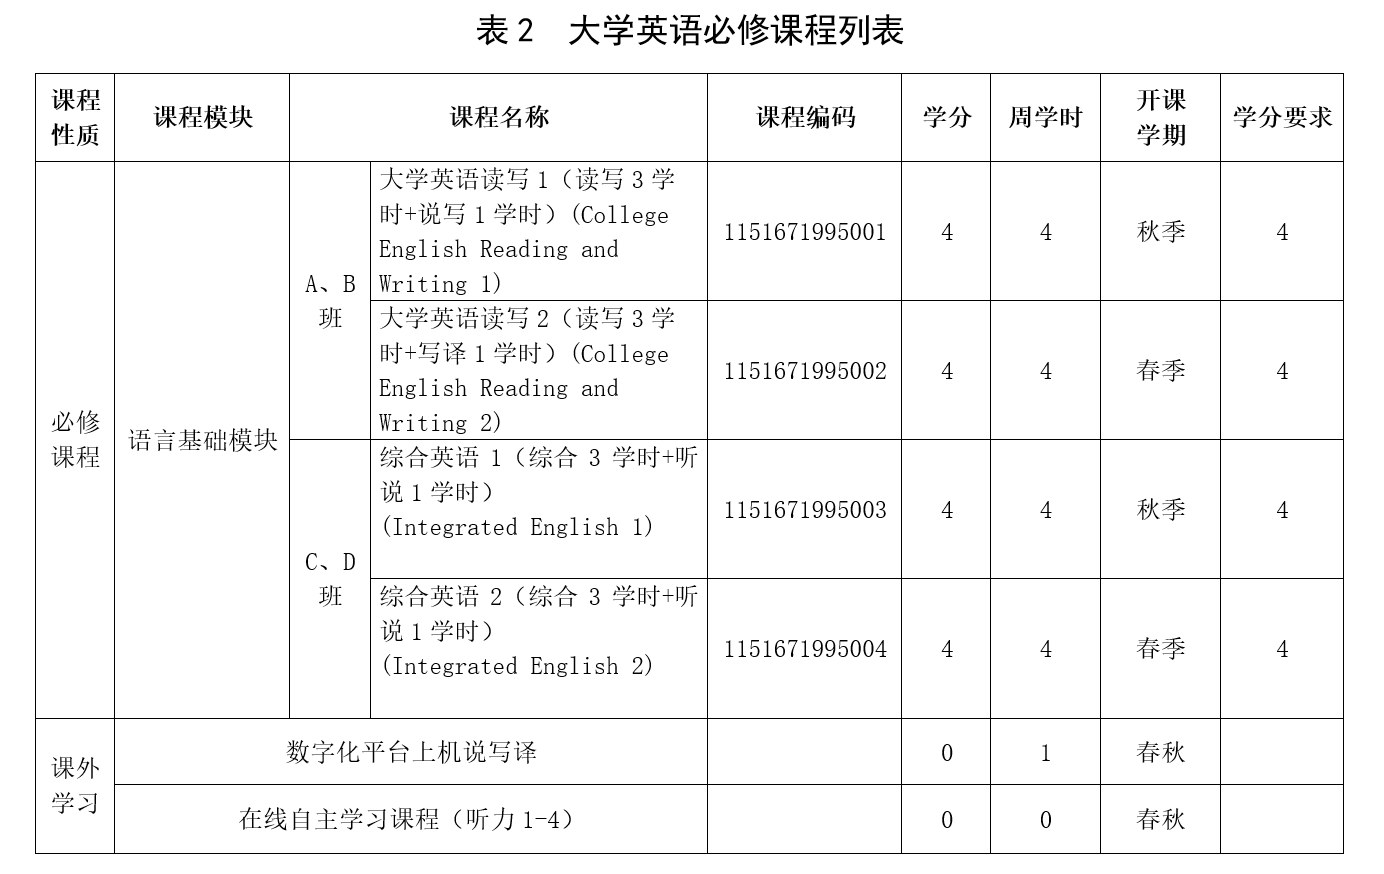 表2 大学英语必修课程列表
课程
性质
课程模块
课程名称
课程编码
学分
周学时
开课
学期
学分要求
必修
课程
语言基础模块
A、B
班
大学英语读写1（读写3学
时+说写1学时）(College
English Reading and
Writing 1)
1151671995001
4
4
秋季
4
大学英语读写2（读写3学
时+写译1学时）(College
English Reading and
Writing 2)
1151671995002
4
4
春季
4
C、D
班
综合英语 1（综合 3 学时+听
说1学时）
(Integrated English 1)
1151671995003
4
4
秋季
4
综合英语 2（综合 3 学时+听
说1学时）
(Integrated English 2)
1151671995004
4
4
春季
4
课外
学习
数字化平台上机说写译
0
1
春秋
在线自主学习课程（听力1-4）
0
0
春秋